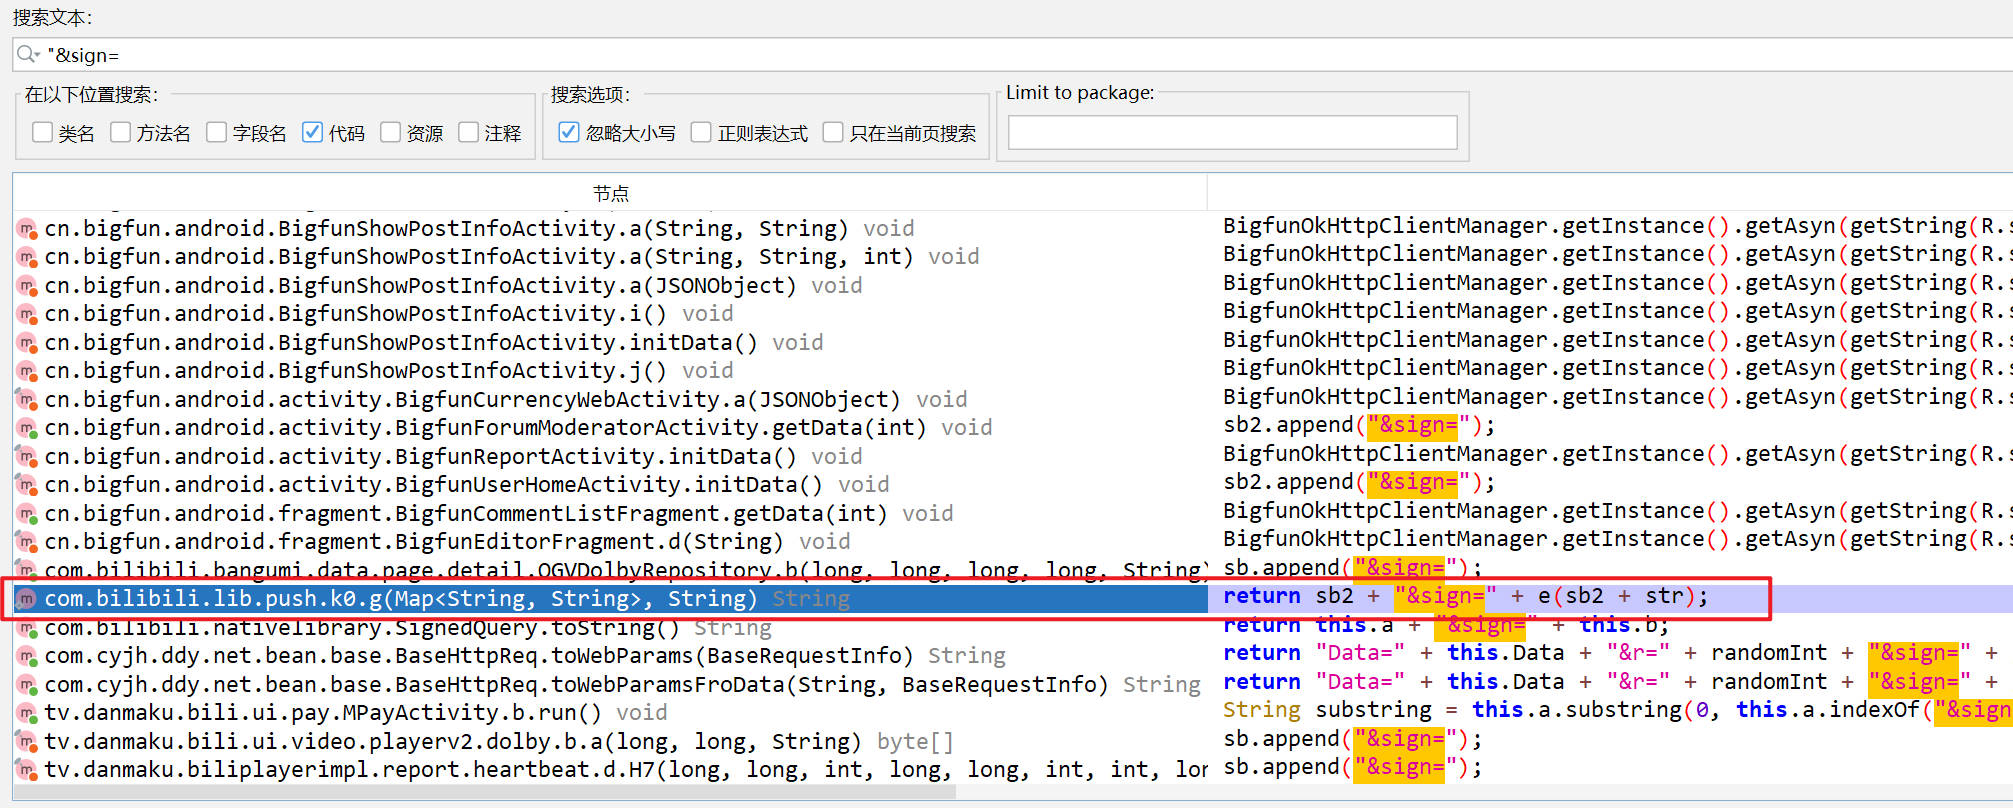 搜索文本:
"&sign=
在以下位置搜索: 搜索选项: Limit to package:
类名 方法名 字段名 代码 资源 注释 忽略大小写 正则表达式 只在当前页搜索
节点
cn.bigfun.android.BigfunShowPostInfoActivity.a(String, String) void BigfunOkHttpClientManager.getInstance().getAsyn(getString(R.s
cn.bigfun.android.BigfunShowPostInfoActivity.a(String, String, int) void BigfunOkHttpClientManager.getInstance().getAsyn(getString(R.s
cn.bigfun.android.BigfunShowPostInfoActivity.a(JSONObject) void BigfunOkHttpClientManager.getInstance().getAsyn(getString(R.s
cn.bigfun.android.BigfunShowPostInfoActivity.i() void BigfunOkHttpClientManager.getInstance().getAsyn(getString(R.s
cn.bigfun.android.BigfunShowPostInfoActivity.initData() void BigfunOkHttpClientManager.getInstance().getAsyn(getString(R.s
cn.bigfun.android.BigfunShowPostInfoActivity.j() void BigfunOkHttpClientManager.getInstance().getAsyn(getString(R.s
cn.bigfun.android.activity.BigfunCurrencyWebActivity.a(JSONObject) void BigfunOkHttpClientManager.getInstance().getAsyn(getString(R.s
cn.bigfun.android.activity.BigfunForumModeratorActivity.getData(int) void sb2.append("&sign=");
cn.bigfun.android.activity.BigfunReportActivity.initData() void BigfunOkHttpClientManager.getInstance().getAsyn(getString(R.s
cn.bigfun.android.activity.BigfunUserHomeActivity.initData() void sb2.append("&sign=");
cn.bigfun.android.fragment.BigfunCommentListFragment.getData(int) void BigfunOkHttpClientManager.getInstance().getAsyn(getString(R.s
cn.bigfun.android.fragment.BigfunEditorFragment.d(String) void BigfunOkHttpClientManager.getInstance().getAsyn(getString(R.s
com.bilibili.bangumi.data.page.detail.OGVDolbyRepository.b(long, long, long, long, String) sb.append("&sign=");
com.bilibili.lib.push.k0.g(Map<String, String>, String) String return sb2 + "&sign=" + e(sb2 + str);
com.bilibili.nativelibrary.SignedQuery.toString() String return this.a + "&sign=" + this.b;
com.cyjh.ddy.net.bean.base.BaseHttpReq.toWebParams(BaseRequestInfo) String return "Data=" + this.Data + "&r=" + randomInt + "&sign=" +
com.cyjh.ddy.net.bean.base.BaseHttpReq.toWebParamsFroData(String, BaseRequestInfo) String return "Data=" + this.Data + "&r=" + randomInt + "&sign=" +
tv.danmaku.bili.ui.pay.MPayActivity.b.run() void String substring = this.a.substring(0, this.a.indexOf("&sign
tv.danmaku.bili.ui.video.playerv2.dolby.b.a(long, long, String) byte[] sb.append("&sign=");
tv.danmaku.biliplayerimpl.report.heartbeat.d.H7(long, long, int, long, long, int, int, lor sb.append("&sign=");